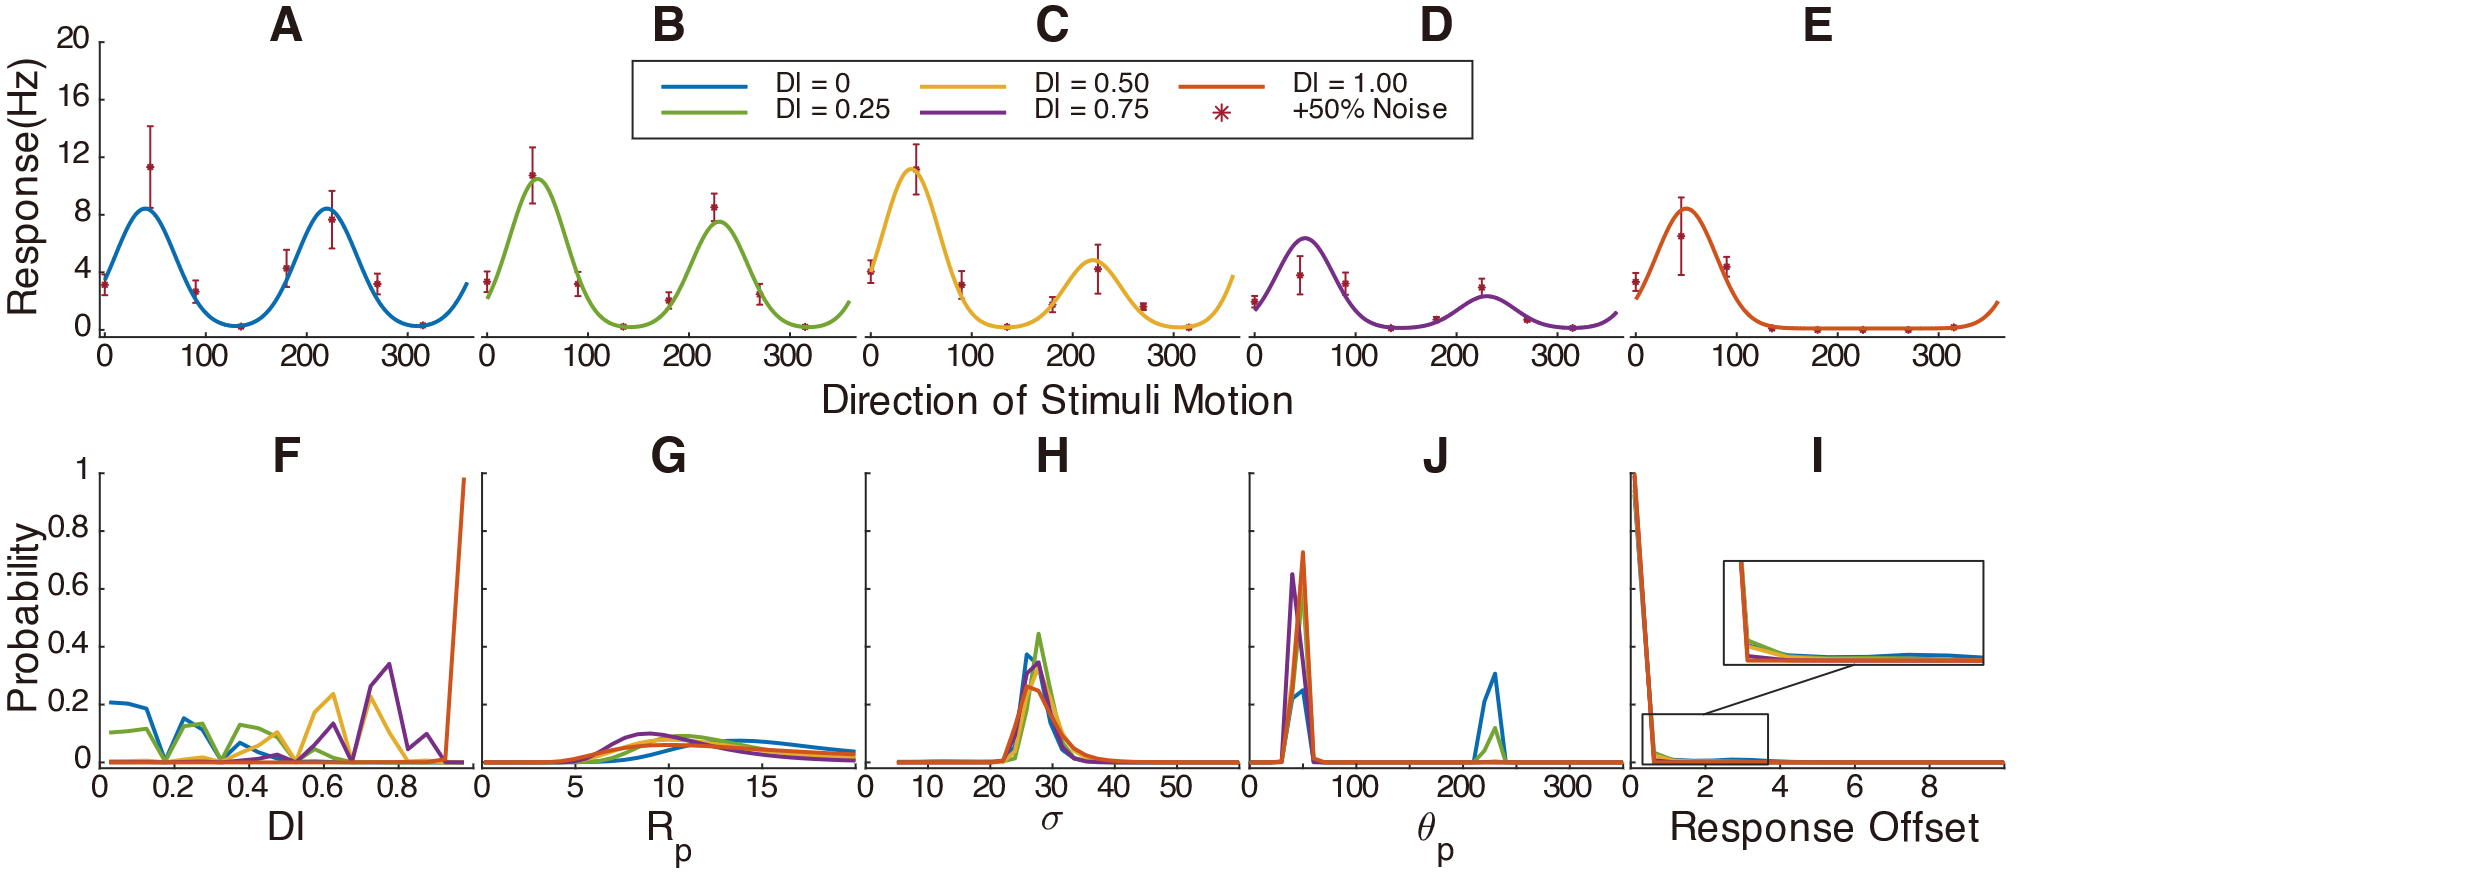 A B C D E
20
16
12
8
4
0
Response(Hz)
DI = 0 DI = 0.50 DI = 1.00
DI = 0.25 DI = 0.75 +50% Noise
0 100 200 300 0 100 200 300 0 100 200 300 0 100 200 300 0 100 200 300
Direction of Stimuli Motion
F G H J I
1
0.8
0.6
0.4
0.2
0
Probability
0 0.2 0.4 0.6 0.8 0 5 10 15 0 10 20 30 40 50 0 100 200 300 0 2 4 6 8
DI Rp σ θp Response Offset